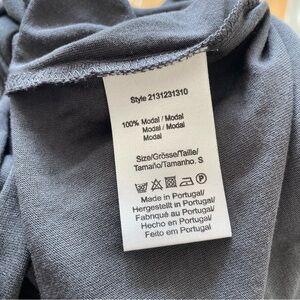 Style 2131231310
100% Modal / Modal
Modal / Modal
Modal
Size/Grösse/Taille/
Tamaño/Tamanho. S
Made in Portugal/
Hergestellt in Portugal/
Fabriqué au Portugal/
Hecho en Portugal/
Feito em Portugal